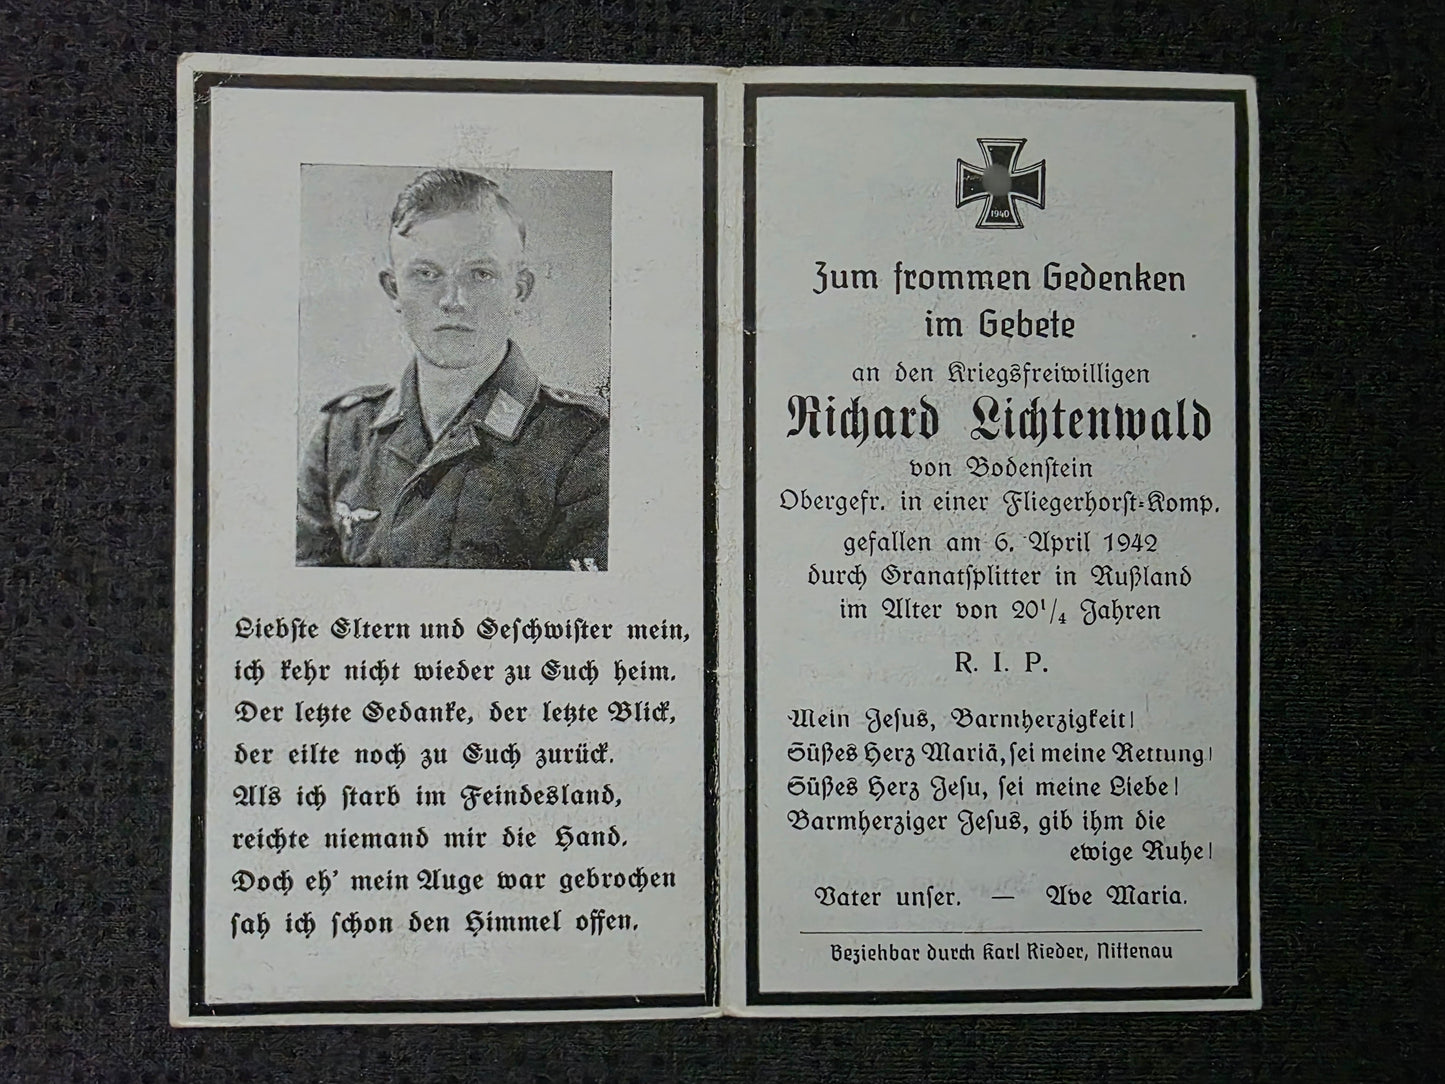 Liebste Eltern und Geschwister mein,
ich kehr nicht wieder zu Euch heim.
Der letzte Gedanke, der letzte Blick,
der eilte noch zu Euch zurück.
Als ich starb im Feindesland,
reichte niemand mir die Hand.
Doch eh' mein Auge war gebrochen
sah ich schon den Himmel offen.
1940
Zum frommen Gedenken
im Gebete
an den Kriegsfreiwilligen
Richard Lichtenwald
von Bodenstein
Obergefr. in einer Fliegerhorst-Komp.
gefallen am 6. April 1942
durch Granatsplitter in Rußland
im Alter von 20¹/₄ Jahren
R. I. P.
Mein Jesus, Barmherzigkeit!
Süßes Herz Mariä, sei meine Rettung!
Süßes Herz Jesu, sei meine Liebe!
Barmherziger Jesus, gib ihm die
ewige Ruhe!
Vater unser. — Ave Maria.
Beziehbar durch Karl Rieder, Nittenau